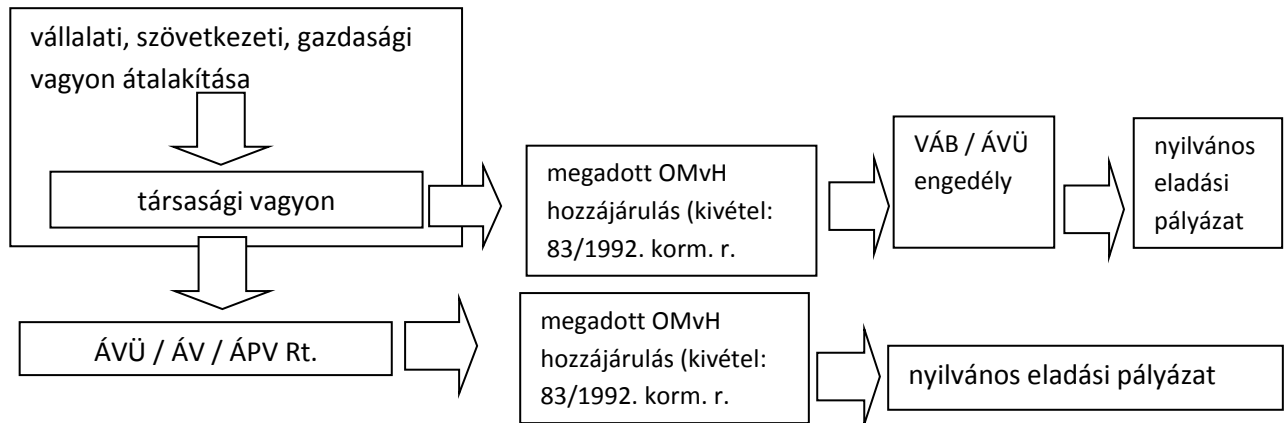 vállalati, szövetkezeti, gazdasági
vagyon átalakítása
társasági vagyon
megadott OMvH
hozzájárulás (kivétel:
83/1992. korm. r.
VÁB / ÁVÜ
engedély
nyilvános
eladási
pályázat
ÁVÜ / ÁV / ÁPV Rt.
megadott OMvH
hozzájárulás (kivétel:
83/1992. korm. r.
nyilvános eladási pályázat